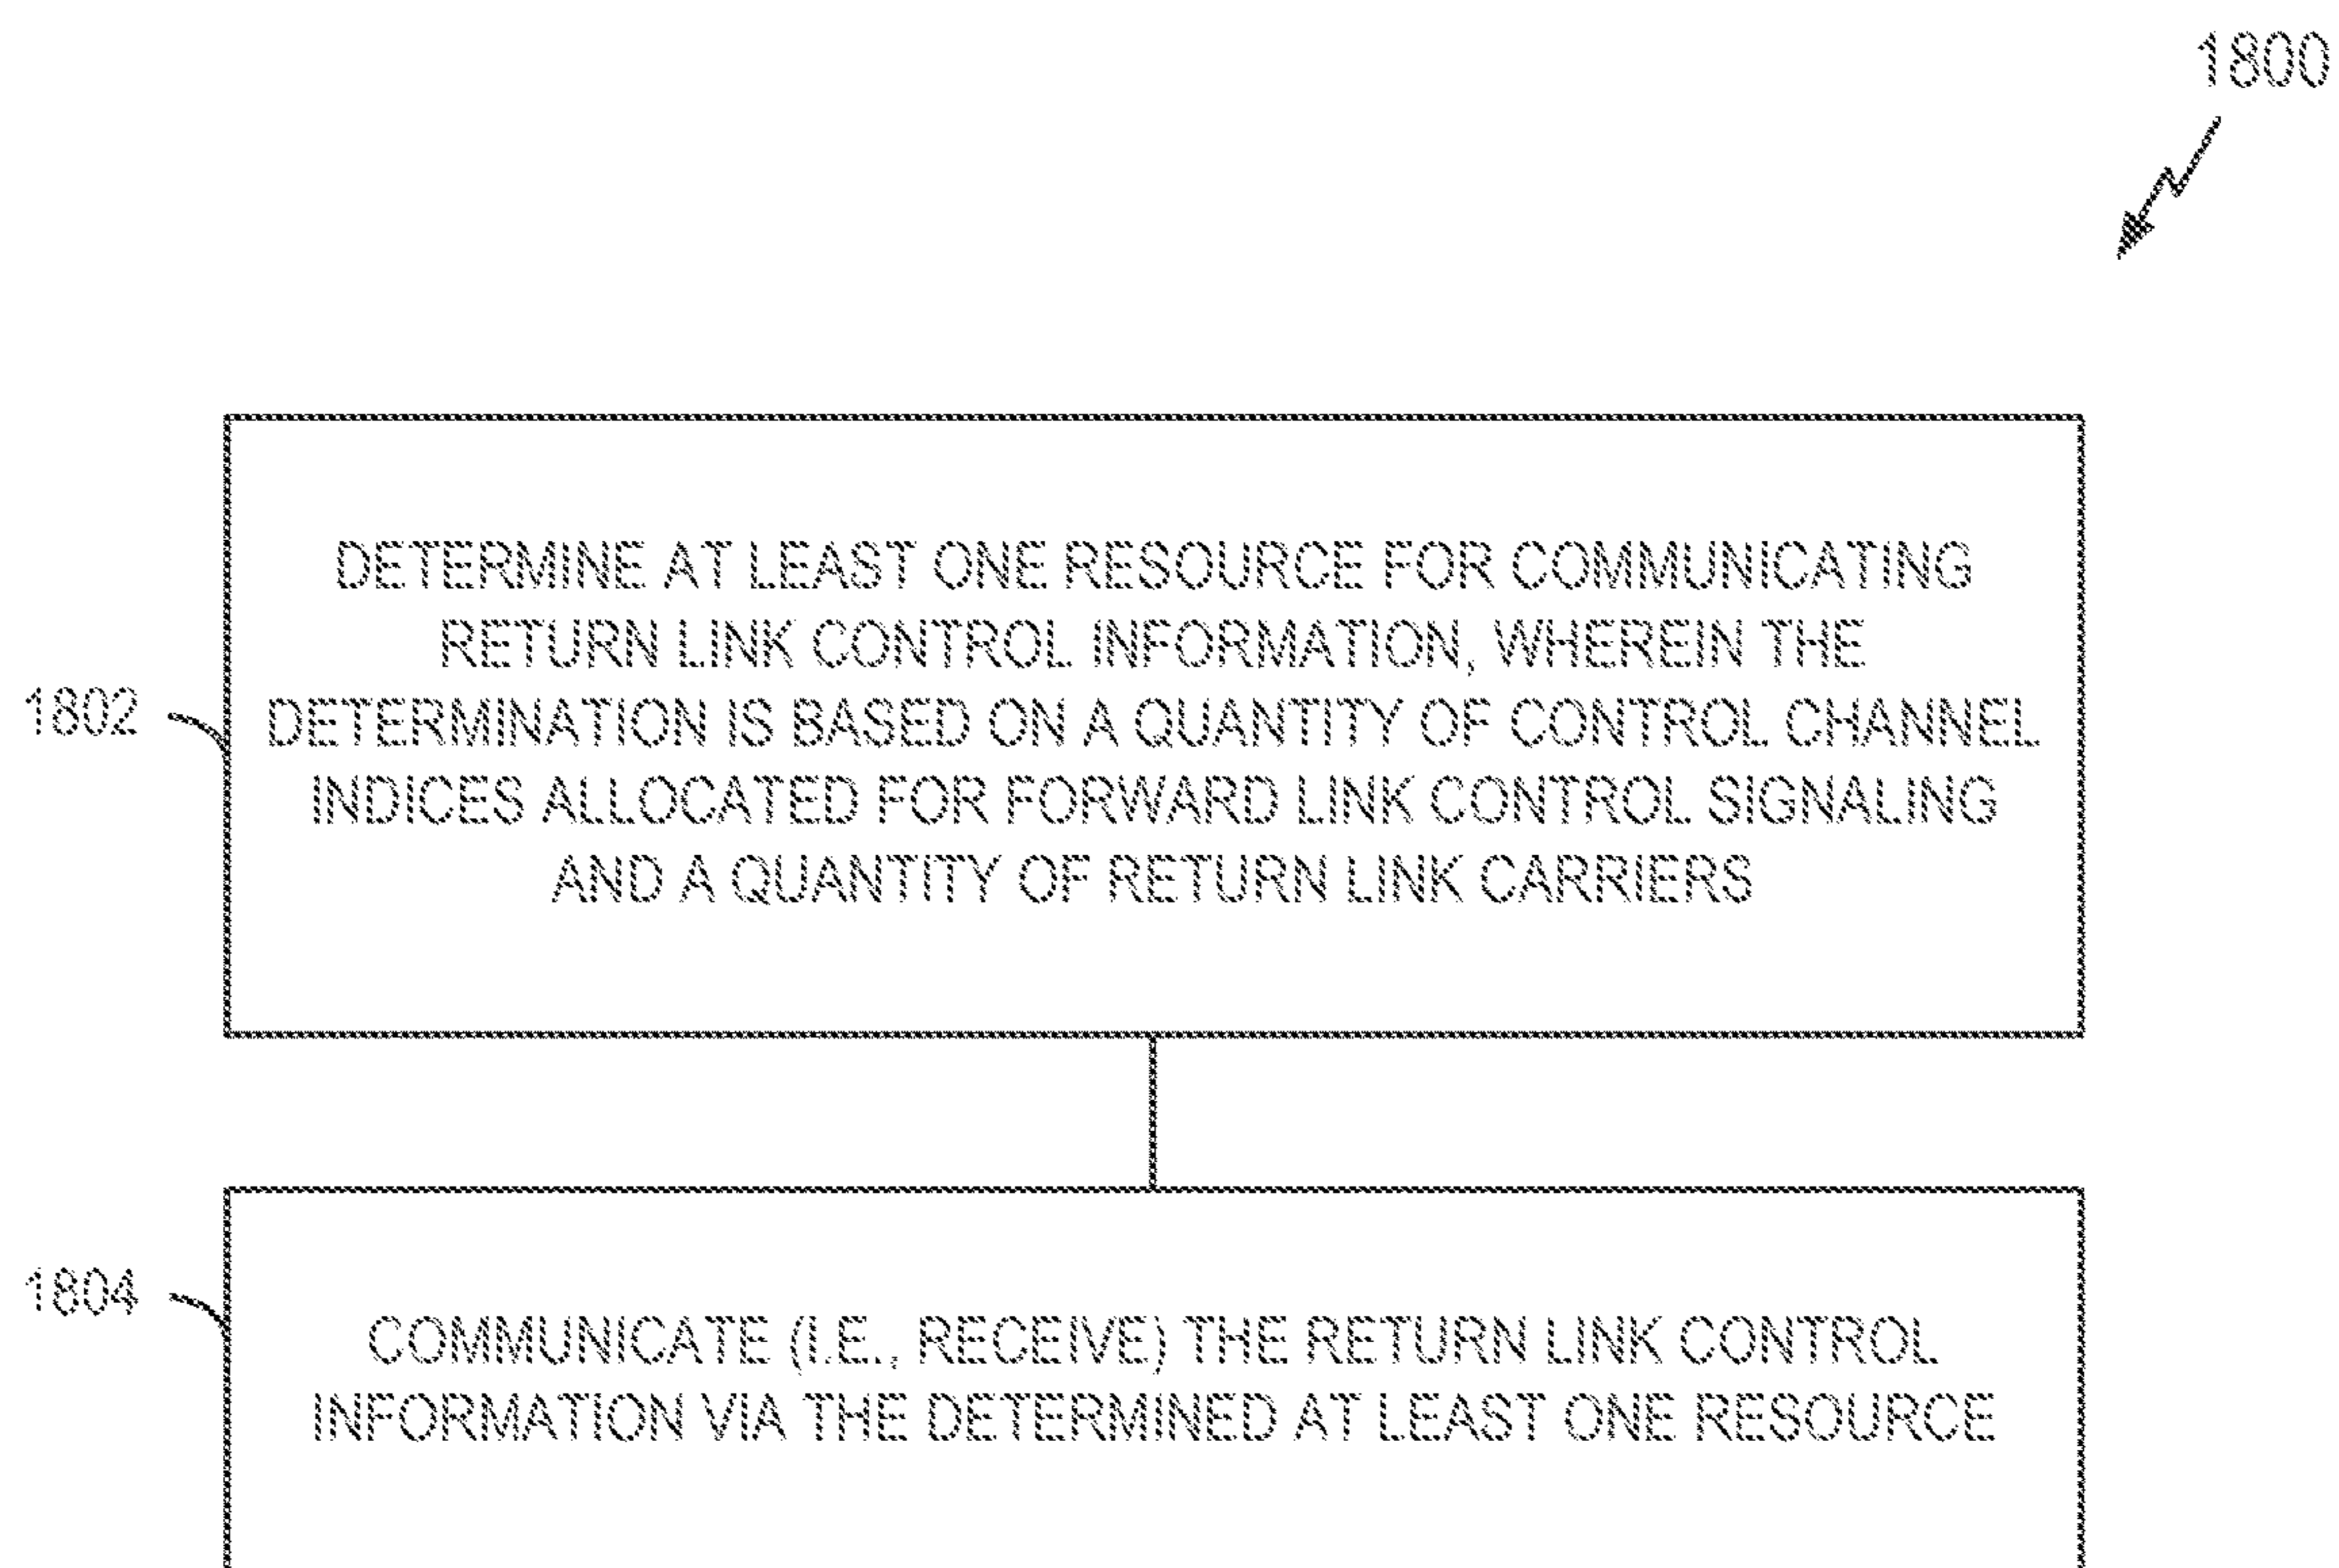 1800
DETERMINE AT LEAST ONE RESOURCE FOR COMMUNICATING
RETURN LINK CONTROL INFORMATION, WHEREIN THE
1802
DETERMINATION IS BASED ON A QUANTITY OF CONTROL CHANNEL
INDICES ALLOCATED FOR FORWARD LINK CONTROL SIGNALING
AND A QUANTITY OF RETURN LINK CARRIERS
1804
COMMUNICATE (I.E., RECEIVE) THE RETURN LINK CONTROL
INFORMATION VIA THE DETERMINED AT LEAST ONE RESOURCE